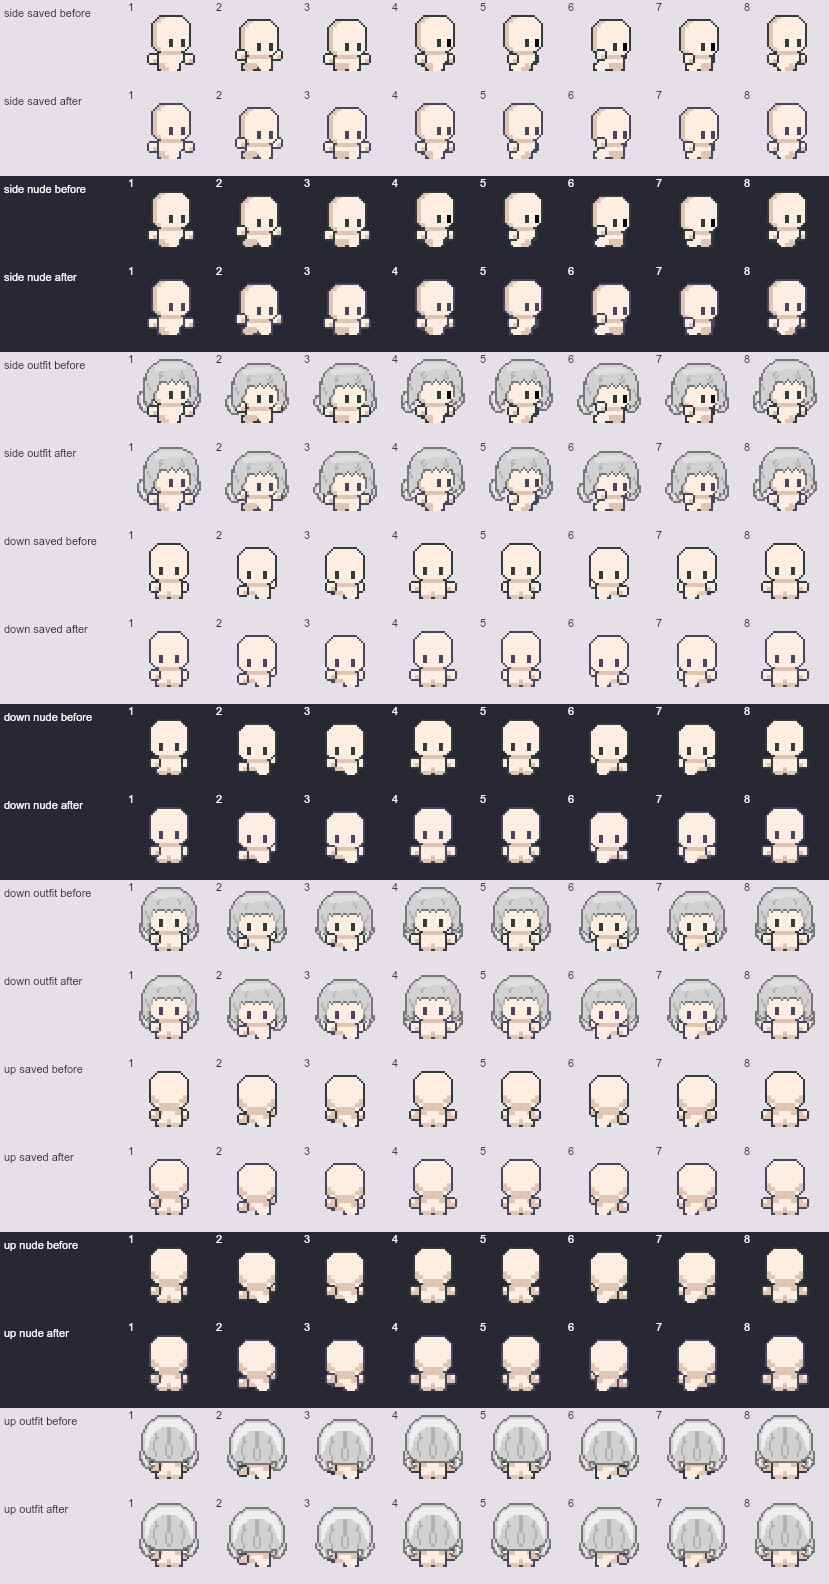 side saved before 1 2 3 4 5 6 7 8
side saved after 1 2 3 4 5 6 7 8
side nude before 1 2 3 4 5 6 7 8
side nude after 1 2 3 4 5 6 7 8
side outfit before 1 2 3 4 5 6 7 8
side outfit after 1 2 3 4 5 6 7 8
down saved before 1 2 3 4 5 6 7 8
down saved after 1 2 3 4 5 6 7 8
down nude before 1 2 3 4 5 6 7 8
down nude after 1 2 3 4 5 6 7 8
down outfit before 1 2 3 4 5 6 7 8
down outfit after 1 2 3 4 5 6 7 8
up saved before 1 2 3 4 5 6 7 8
up saved after 1 2 3 4 5 6 7 8
up nude before 1 2 3 4 5 6 7 8
up nude after 1 2 3 4 5 6 7 8
up outfit before 1 2 3 4 5 6 7 8
up outfit after 1 2 3 4 5 6 7 8